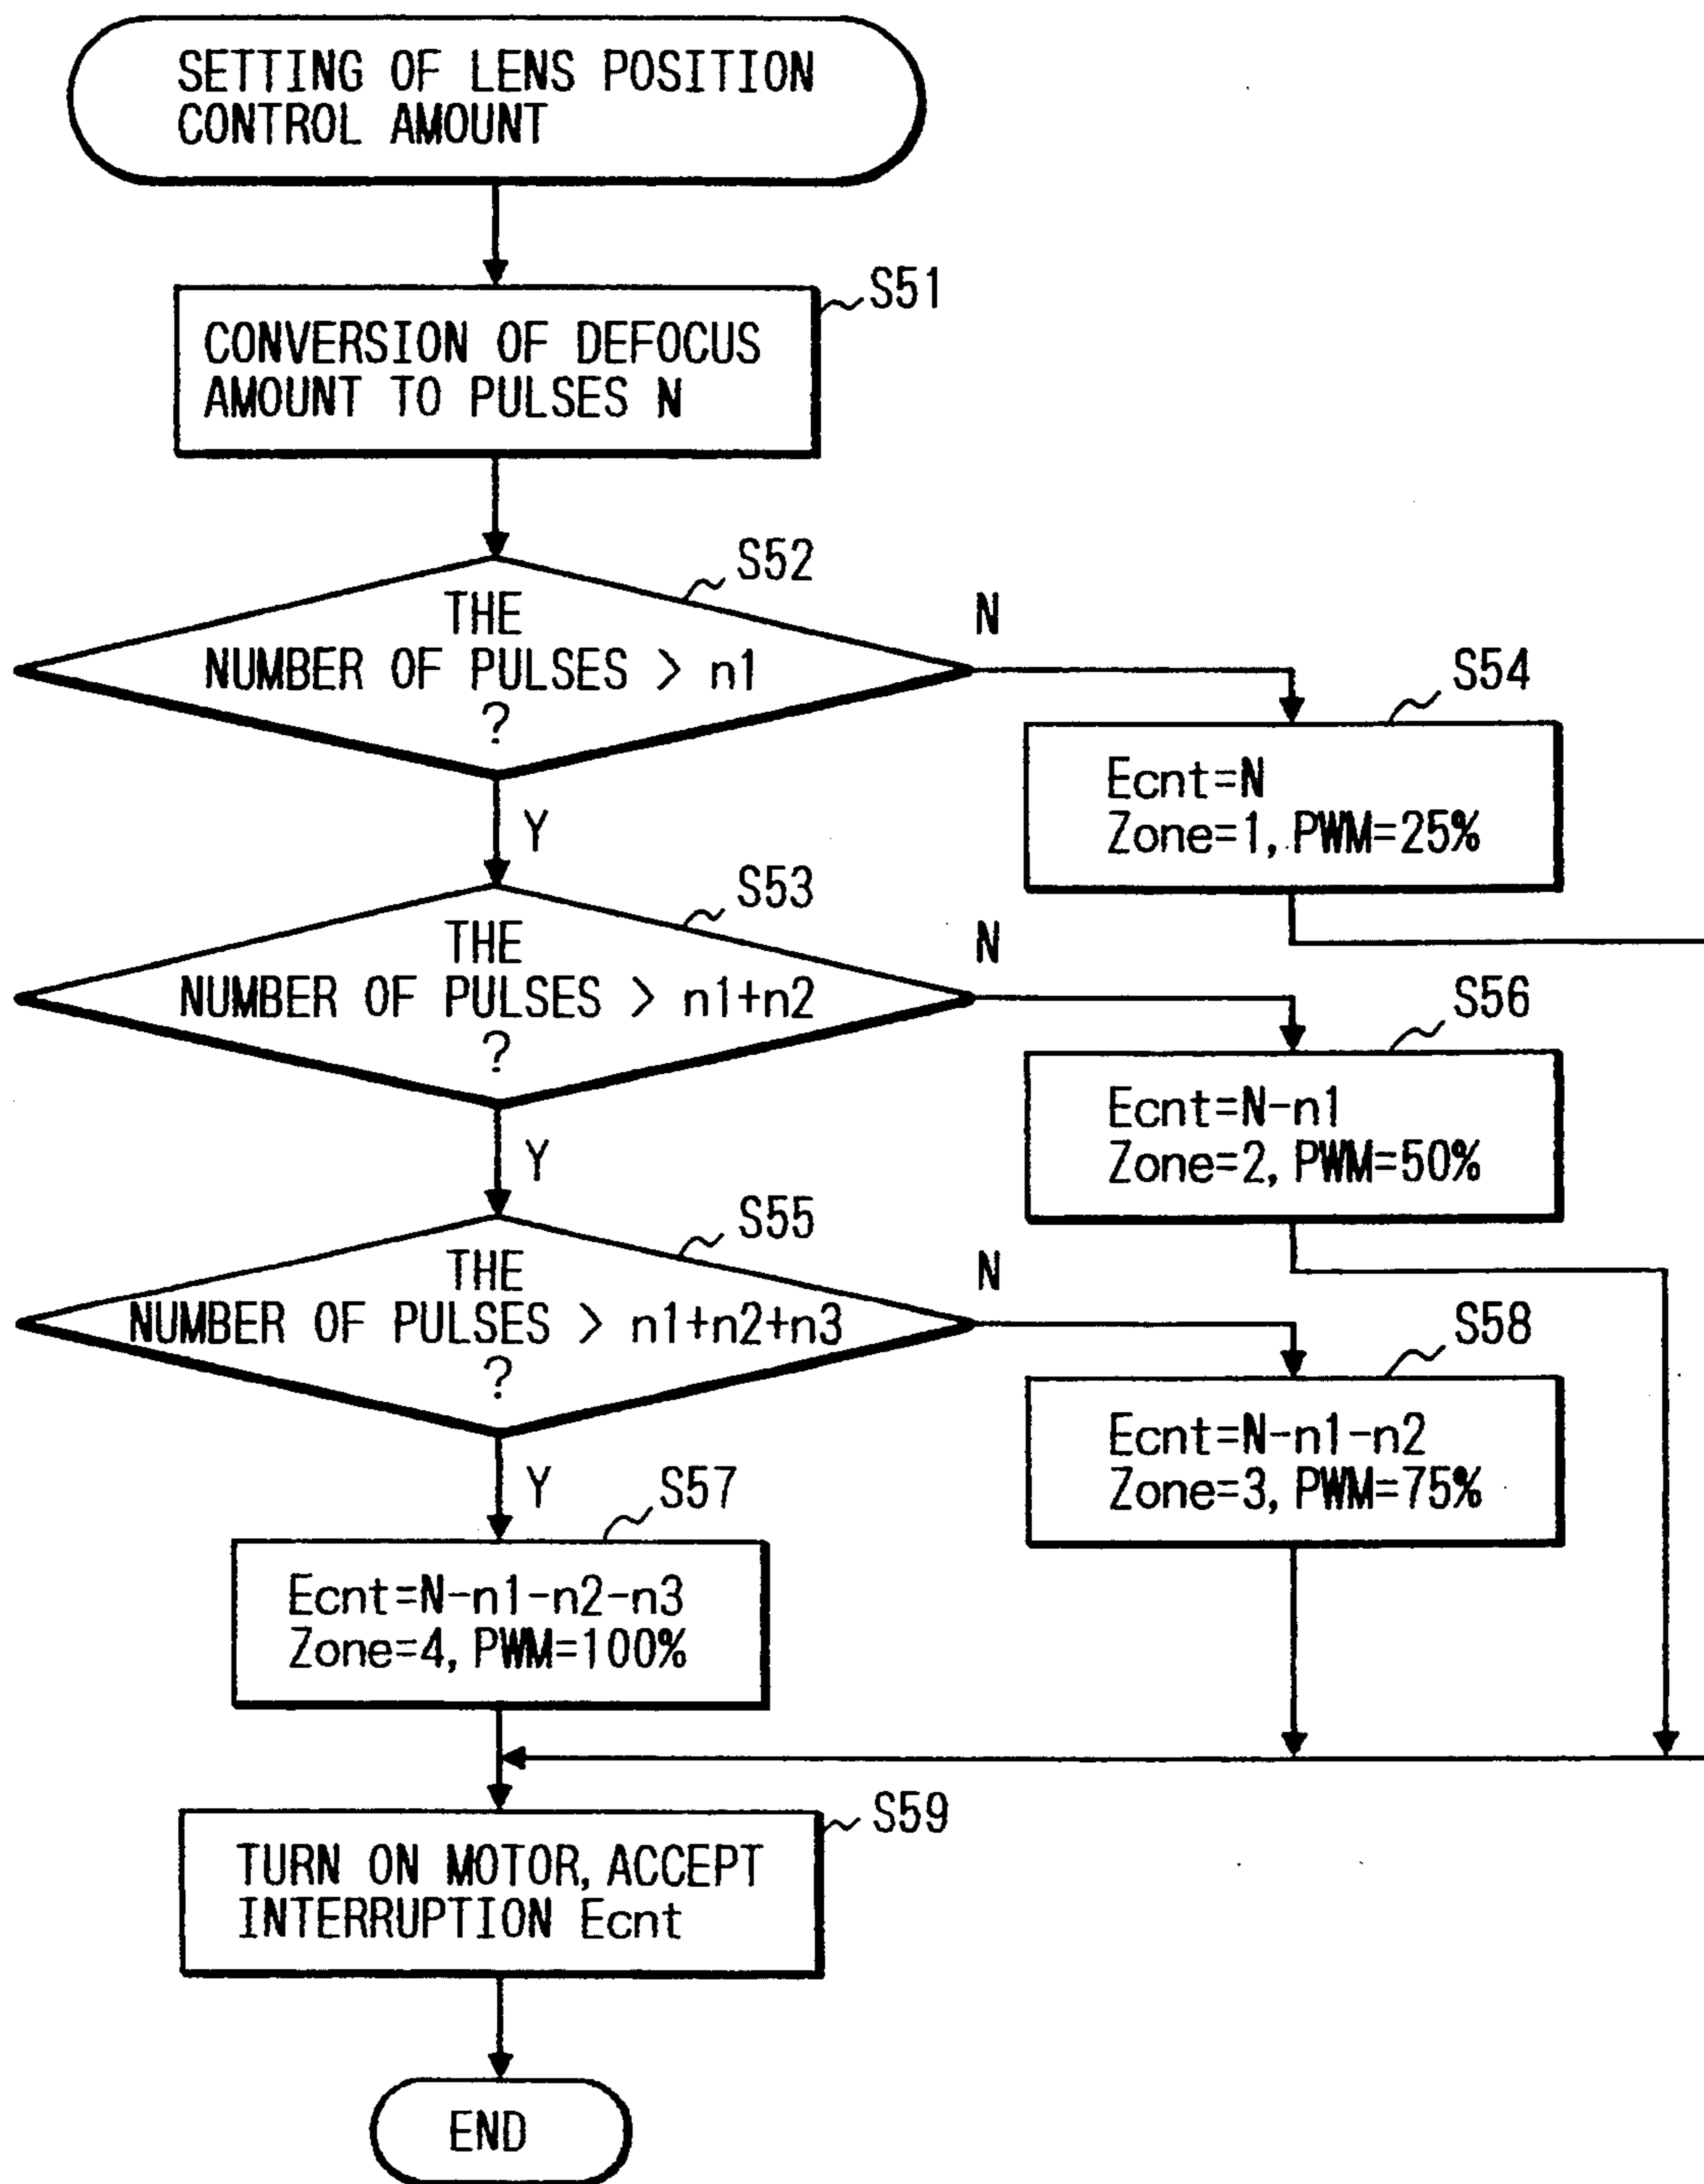 SETTING OF LENS POSITION
CONTROL AMOUNT
S51
CONVERSION OF DEFOCUS
AMOUNT TO PULSES N
S52
THE
NUMBER OF PULSES > n1
?
N
Y
S54
Ecnt=N
Zone=1, PWM=25%
S53
THE
NUMBER OF PULSES > n1+n2
?
N
Y
S56
Ecnt=N-n1
Zone=2, PWM=50%
S55
THE
NUMBER OF PULSES > n1+n2+n3
?
N
Y
S58
Ecnt=N-n1-n2
Zone=3, PWM=75%
S57
Ecnt=N-n1-n2-n3
Zone=4, PWM=100%
S59
TURN ON MOTOR, ACCEPT
INTERRUPTION Ecnt
END